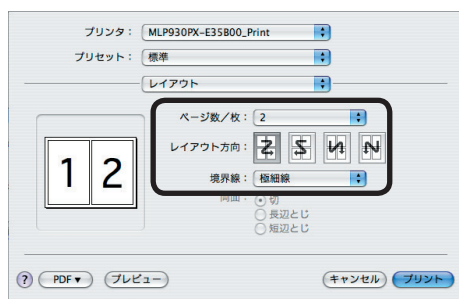 プリンタ： MLP930PX-E35B00_Print
プリセット： 標準
レイアウト
ページ数／枚： 2
レイアウト方向：
境界線： 極細線
両面： 切
長辺とじ
短辺とじ
1 2
? PDF▼ プレビュー キャンセル プリント